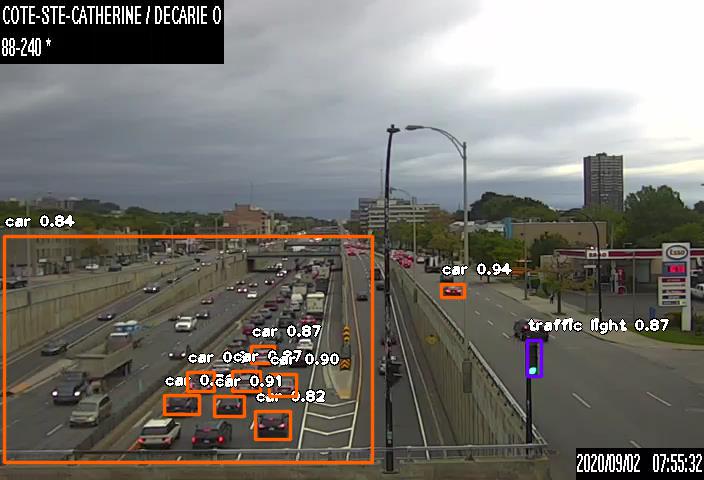 COTE-STE-CATHERINE / DECARIE O
88-240 *
car 0.84
car 0.94
traffic light 0.87
car 0.87
car 0.90
car 0.91
car 0.82
Esso
2020/09/02 07:55:32